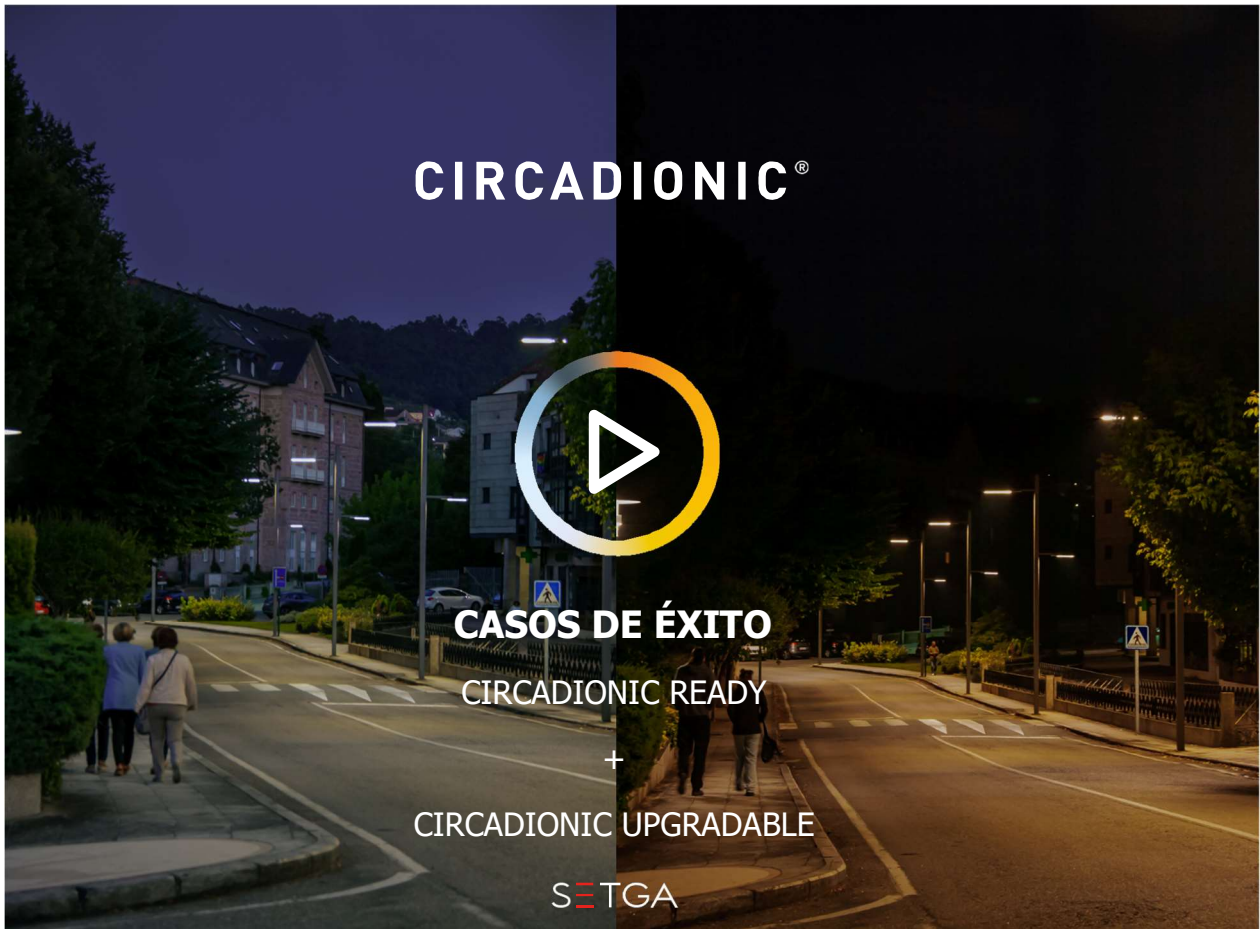 CIRCADIONIC®
CASOS DE ÉXITO
CIRCADIONIC READY
+
CIRCADIONIC UPGRADABLE
SETGA